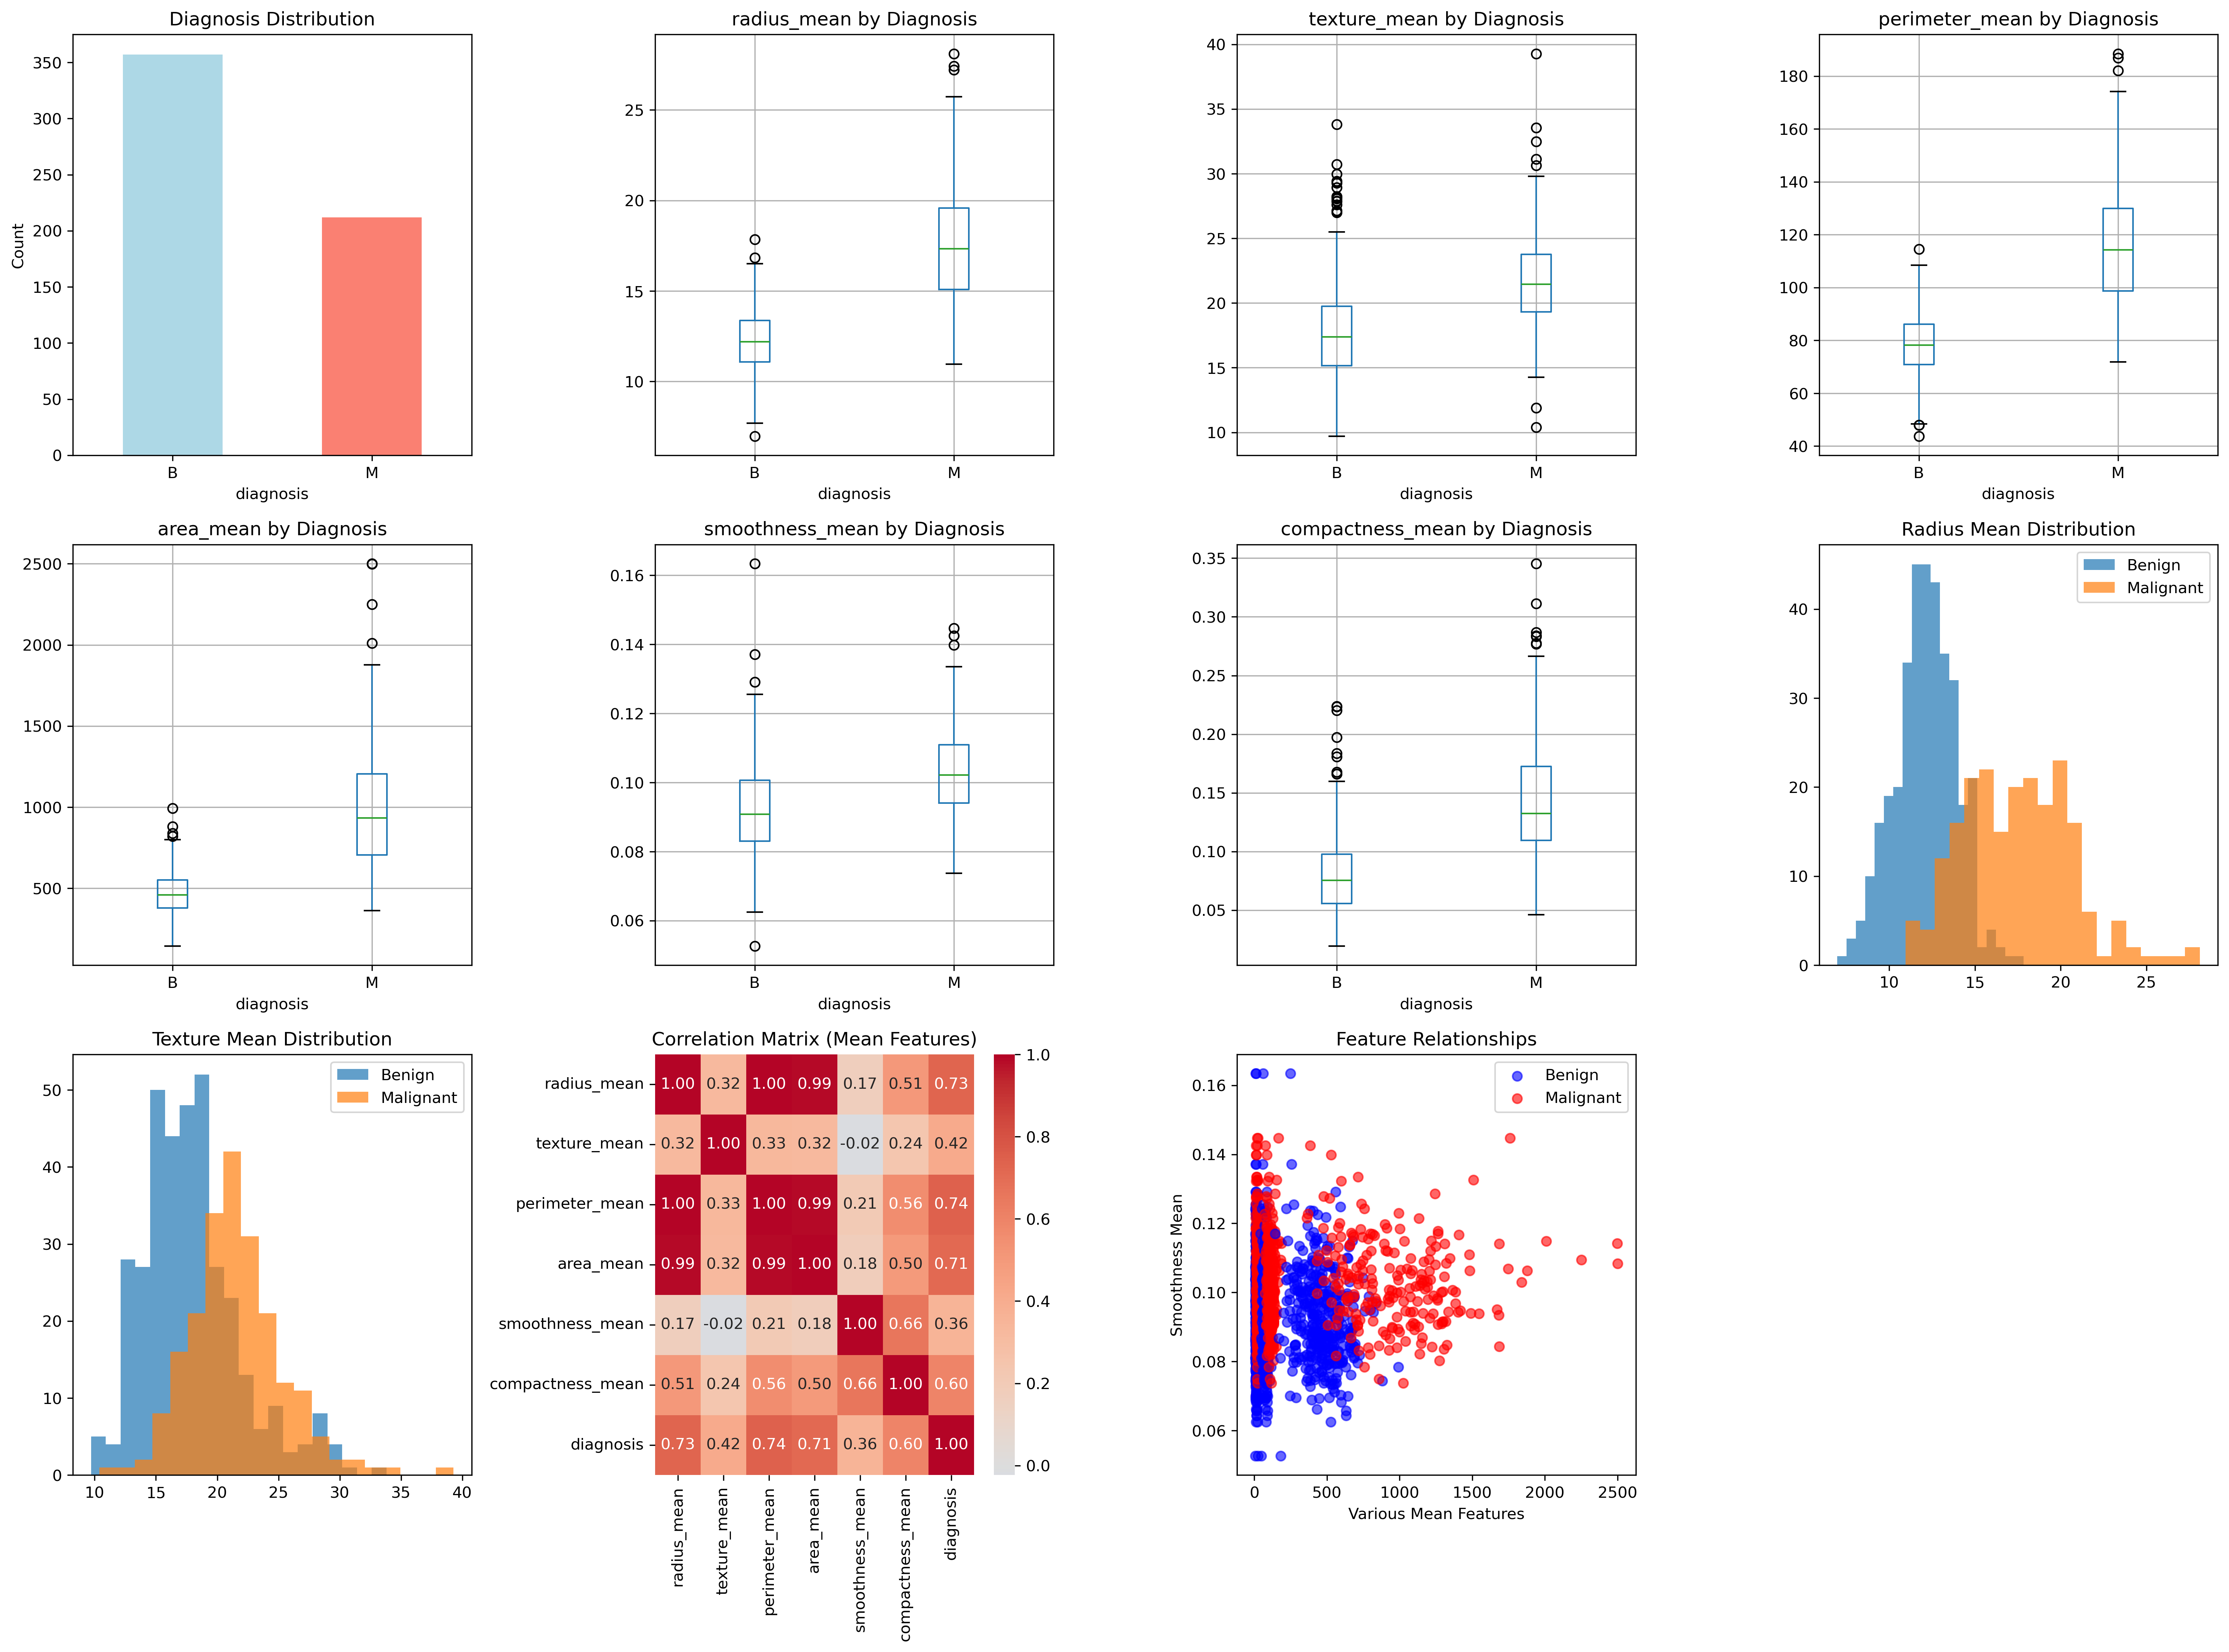 Diagnosis Distribution
350
300
250
200
150
100
50
0
Count
B M
diagnosis
radius_mean by Diagnosis
25
20
15
10
B M
diagnosis
texture_mean by Diagnosis
40
35
30
25
20
15
10
B M
diagnosis
perimeter_mean by Diagnosis
180
160
140
120
100
80
60
40
B M
diagnosis
area_mean by Diagnosis
2500
2000
1500
1000
500
B M
diagnosis
smoothness_mean by Diagnosis
0.16
0.14
0.12
0.10
0.08
0.06
B M
diagnosis
compactness_mean by Diagnosis
0.35
0.30
0.25
0.20
0.15
0.10
0.05
B M
diagnosis
Radius Mean Distribution
Benign
Malignant
40
30
20
10
0
10 15 20 25
Texture Mean Distribution
Benign
Malignant
50
40
30
20
10
0
10 15 20 25 30 35 40
Correlation Matrix (Mean Features)
radius_mean 1.00 0.32 1.00 0.99 0.17 0.51 0.73
texture_mean 0.32 1.00 0.33 0.32 -0.02 0.24 0.42
perimeter_mean 1.00 0.33 1.00 0.99 0.21 0.56 0.74
area_mean 0.99 0.32 0.99 1.00 0.18 0.50 0.71
smoothness_mean 0.17 -0.02 0.21 0.18 1.00 0.66 0.36
compactness_mean 0.51 0.24 0.56 0.50 0.66 1.00 0.60
diagnosis 0.73 0.42 0.74 0.71 0.36 0.60 1.00
radius_mean
texture_mean
perimeter_mean
area_mean
smoothness_mean
compactness_mean
diagnosis
1.0
0.8
0.6
0.4
0.2
0.0
Feature Relationships
Benign
Malignant
0.16
0.14
0.12
0.10
0.08
0.06
Smoothness Mean
0 500 1000 1500 2000 2500
Various Mean Features